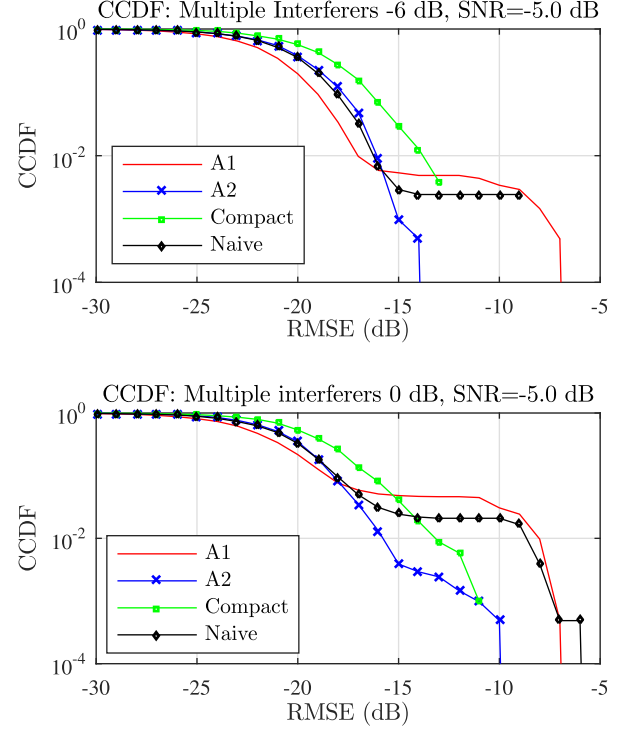 CCDF: Multiple Interferers -6 dB, SNR=-5.0 dB
10^0
10^-2
10^-4
CCDF
A1
A2
Compact
Naive
-30 -25 -20 -15 -10 -5
RMSE (dB)
CCDF: Multiple interferers 0 dB, SNR=-5.0 dB
10^0
10^-2
10^-4
CCDF
A1
A2
Compact
Naive
-30 -25 -20 -15 -10 -5
RMSE (dB)